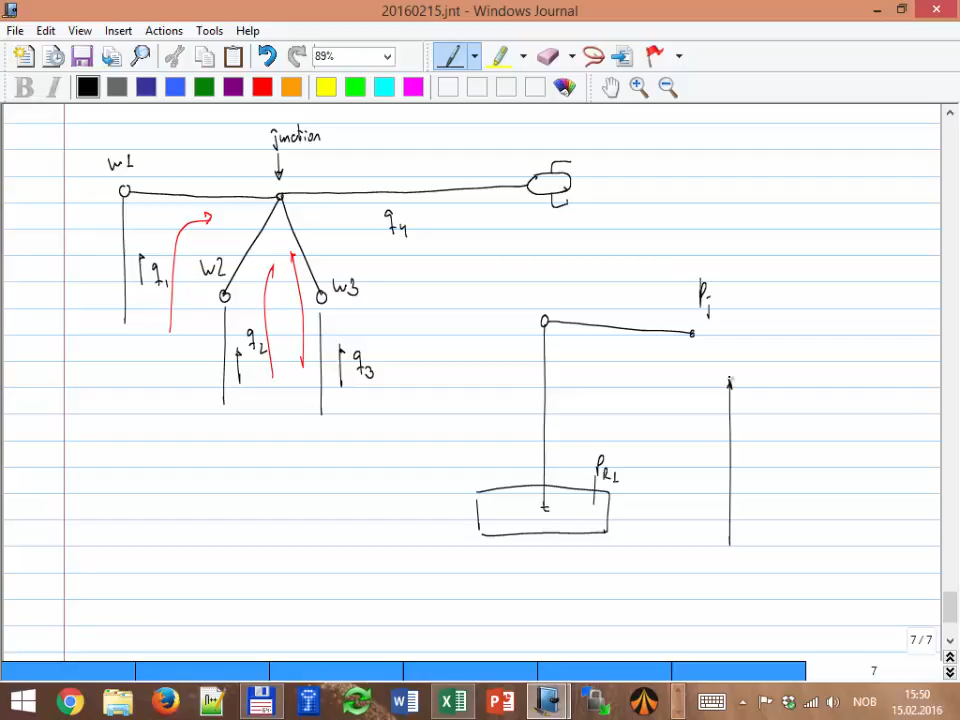 20160215.jnt - Windows Journal
File Edit View Insert Actions Tools Help
89%
B I
junction
w1
q4
q1
w2
w3
Pj
q2
q3
PR1
7 / 7
7
NOB
15:50
15.02.2016